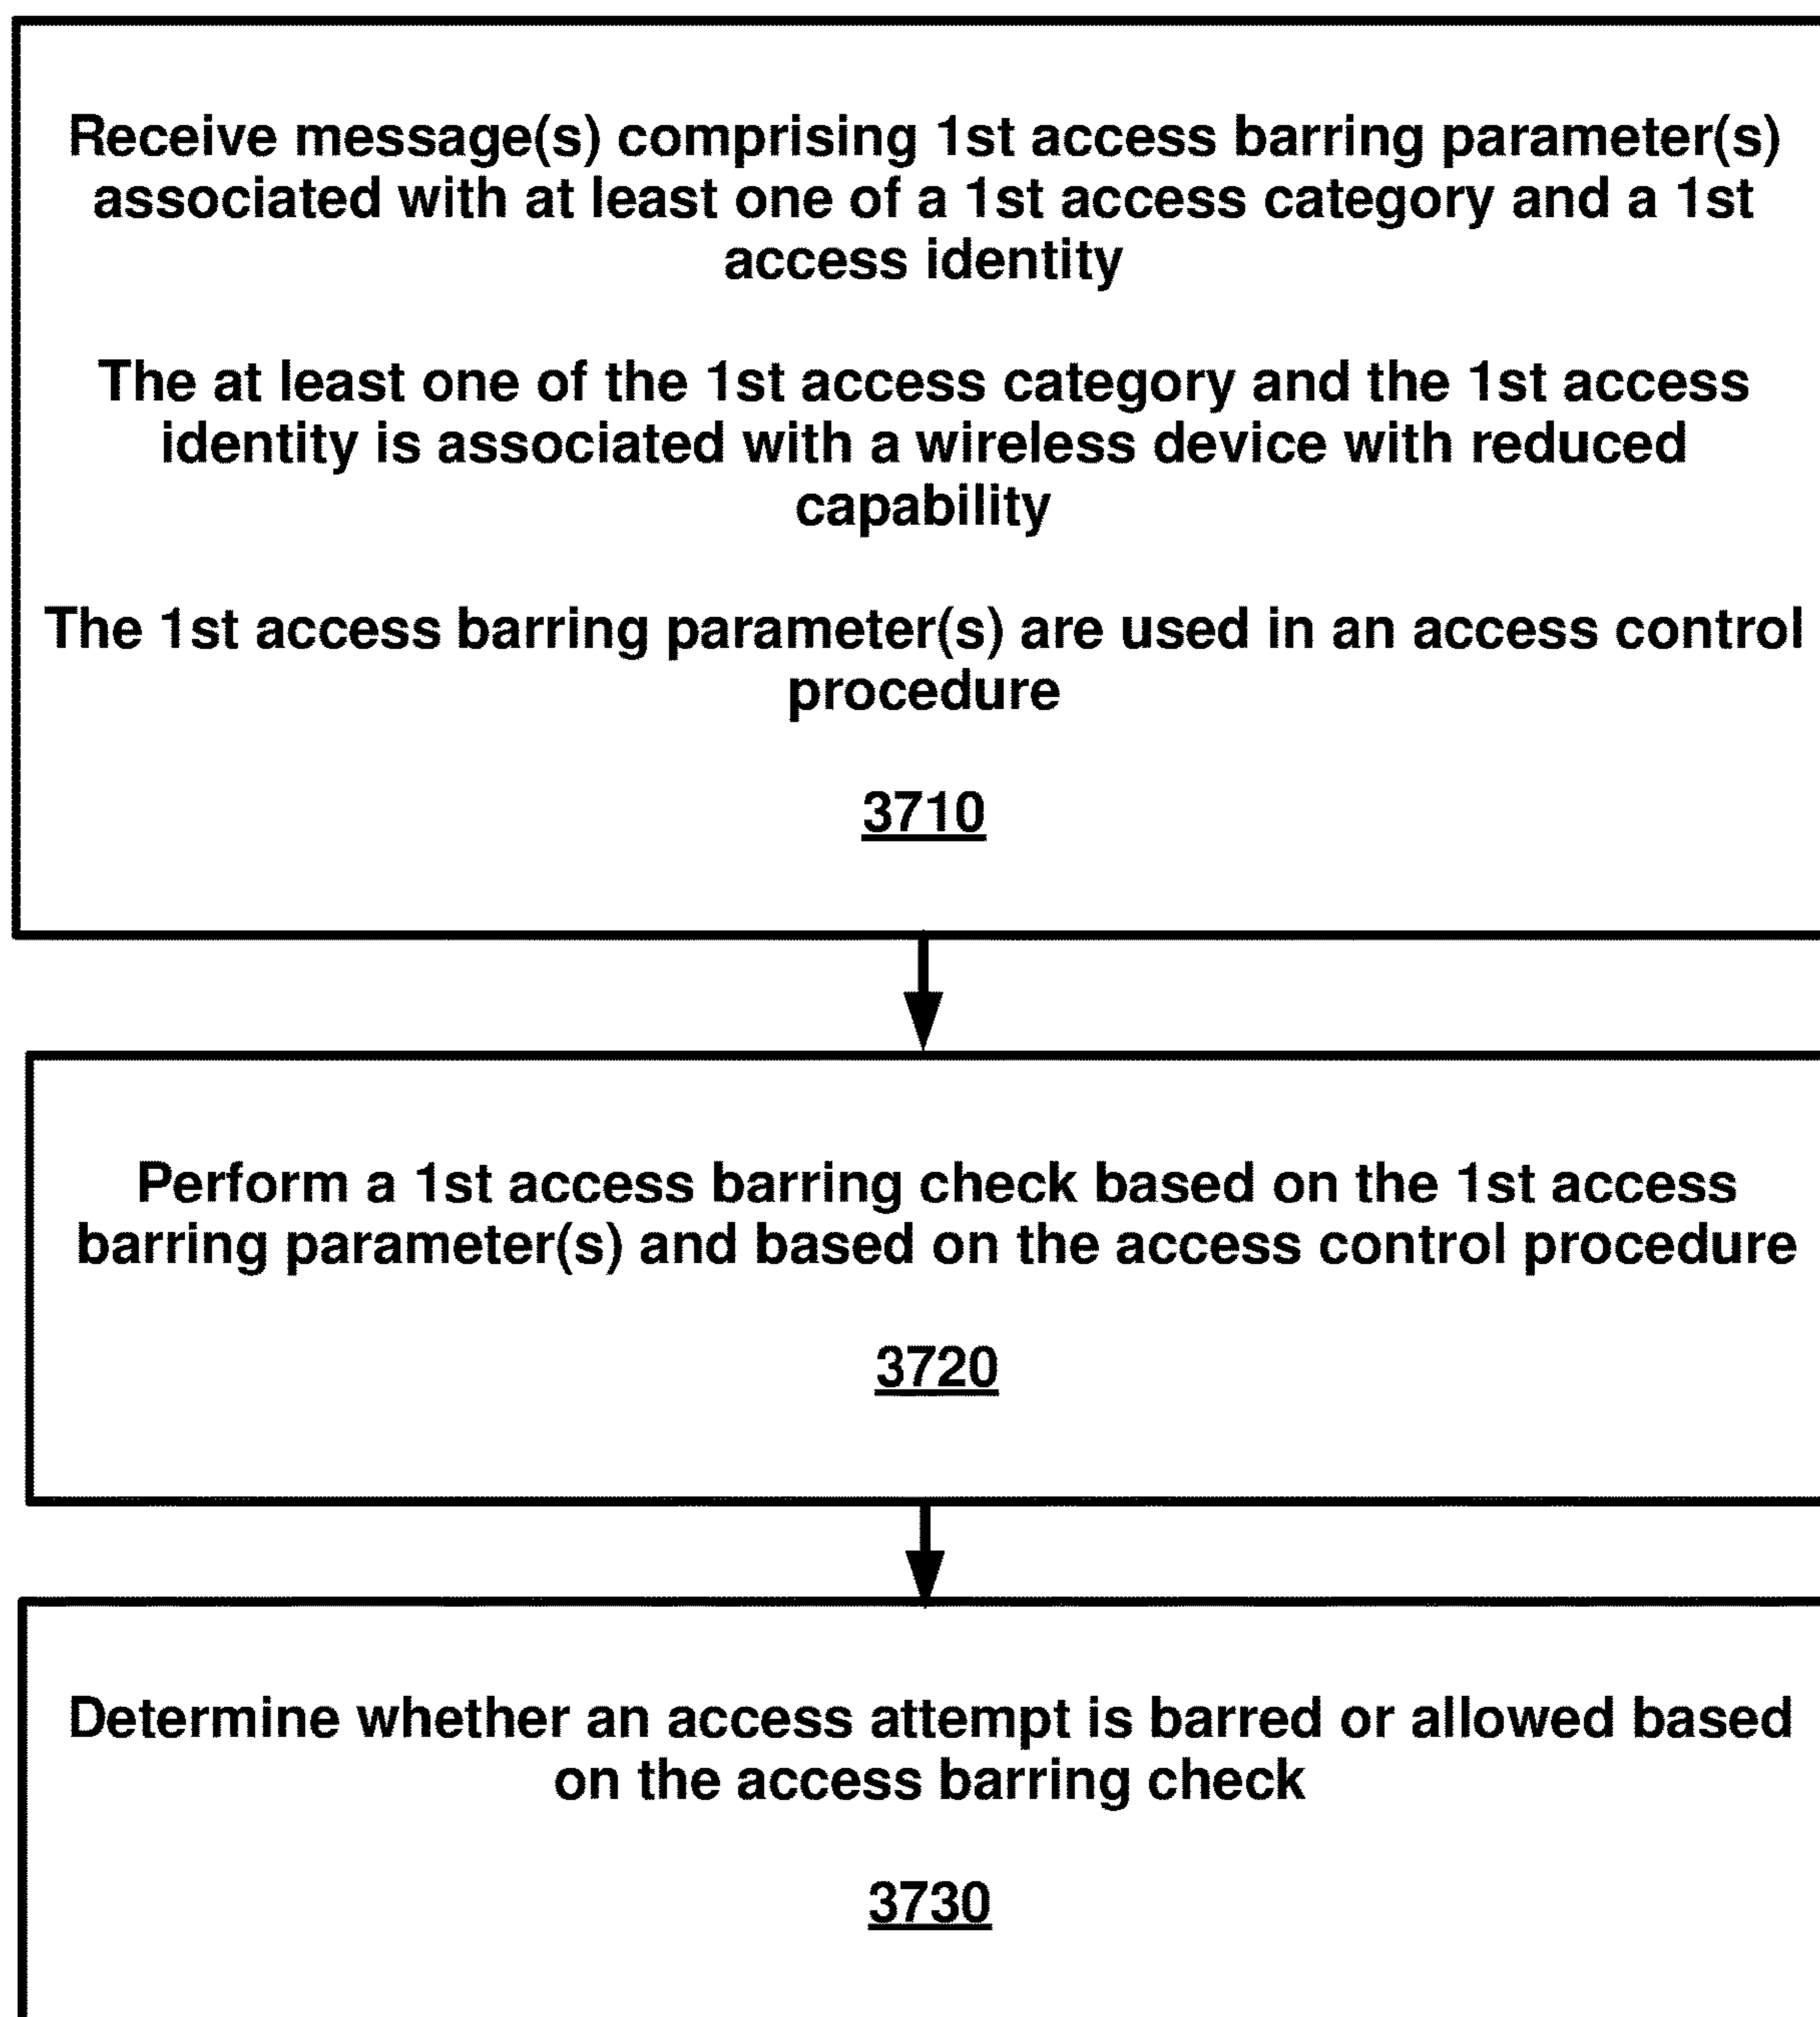 Receive message(s) comprising 1st access barring parameter(s)
associated with at least one of a 1st access category and a 1st
access identity
The at least one of the 1st access category and the 1st access
identity is associated with a wireless device with reduced
capability
The 1st access barring parameter(s) are used in an access control
procedure
3710
Perform a 1st access barring check based on the 1st access
barring parameter(s) and based on the access control procedure
3720
Determine whether an access attempt is barred or allowed based
on the access barring check
3730